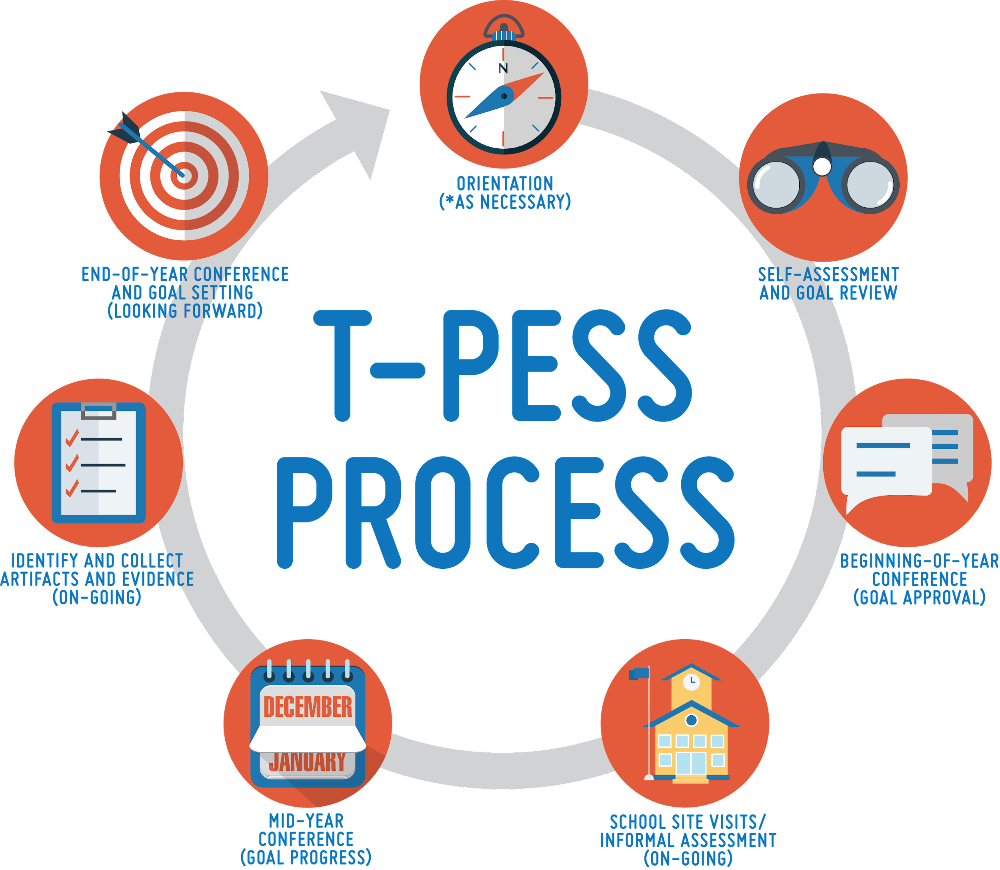 N
ORIENTATION
(*AS NECESSARY)
SELF-ASSESSMENT
AND GOAL REVIEW
BEGINNING-OF-YEAR
CONFERENCE
(GOAL APPROVAL)
SCHOOL SITE VISITS/
INFORMAL ASSESSMENT
(ON-GOING)
DECEMBER
JANUARY
MID-YEAR
CONFERENCE
(GOAL PROGRESS)
IDENTIFY AND COLLECT
ARTIFACTS AND EVIDENCE
(ON-GOING)
END-OF-YEAR CONFERENCE
AND GOAL SETTING
(LOOKING FORWARD)
T-PESS
PROCESS